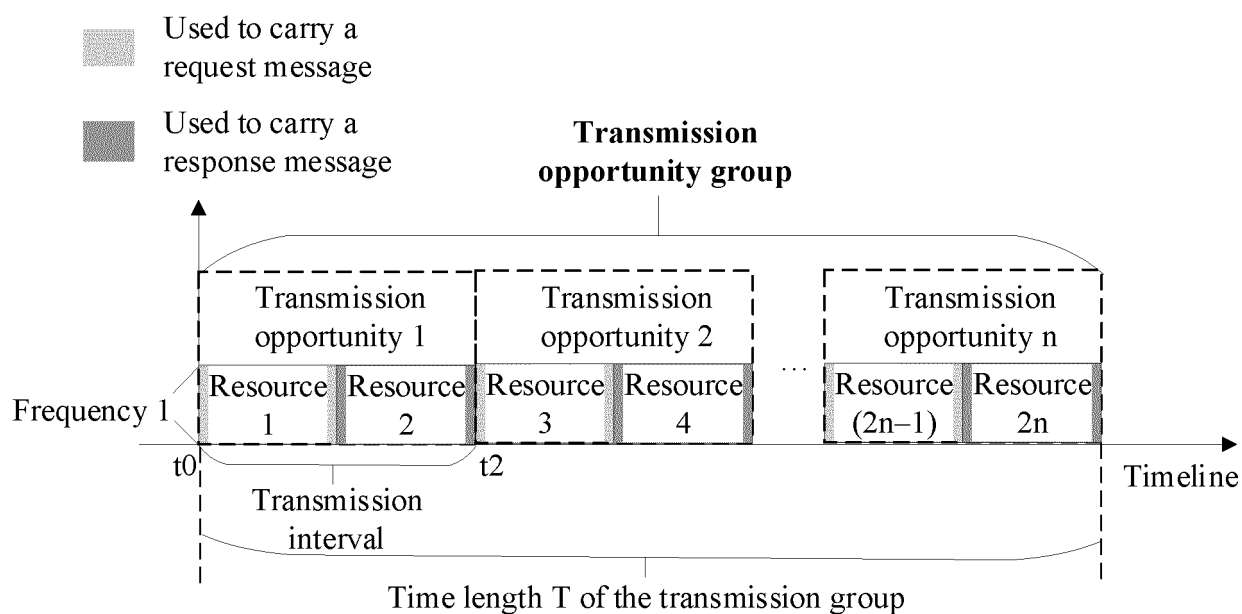 Used to carry a
request message
Used to carry a
response message
Transmission
opportunity group
Transmission
opportunity 1
Transmission
opportunity 2
Transmission
opportunity n
...
Frequency 1
Resource
1
Resource
2
Resource
3
Resource
4
Resource
(2n–1)
Resource
2n
t0
t2
Timeline
Transmission
interval
Time length T of the transmission group